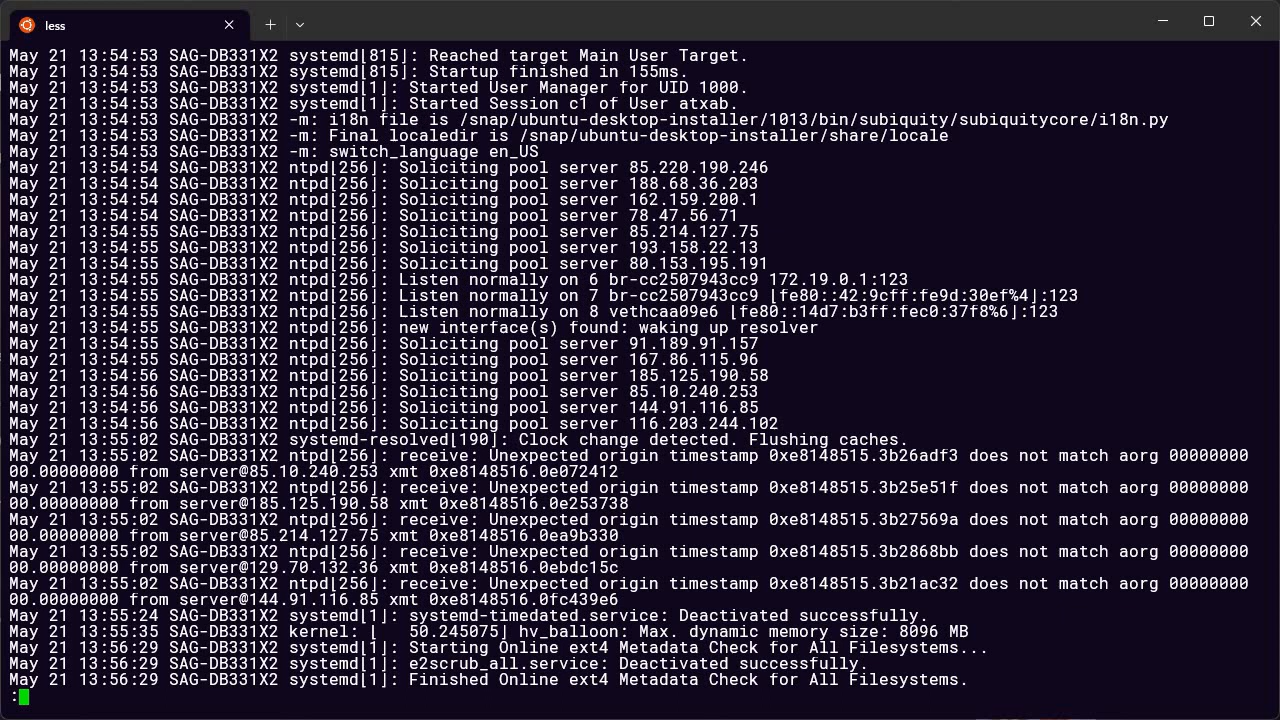 less
May 21 13:54:53 SAG-DB331X2 systemd[815]: Reached target Main User Target.
May 21 13:54:53 SAG-DB331X2 systemd[815]: Startup finished in 155ms.
May 21 13:54:53 SAG-DB331X2 systemd[1]: Started User Manager for UID 1000.
May 21 13:54:53 SAG-DB331X2 systemd[1]: Started Session c1 of User atxab.
May 21 13:54:53 SAG-DB331X2 -m: i18n file is /snap/ubuntu-desktop-installer/1013/bin/subiquity/subiquitycore/i18n.py
May 21 13:54:53 SAG-DB331X2 -m: Final localedir is /snap/ubuntu-desktop-installer/share/locale
May 21 13:54:53 SAG-DB331X2 -m: switch_language en_US
May 21 13:54:54 SAG-DB331X2 ntpd[256]: Soliciting pool server 85.220.190.246
May 21 13:54:54 SAG-DB331X2 ntpd[256]: Soliciting pool server 188.68.36.203
May 21 13:54:54 SAG-DB331X2 ntpd[256]: Soliciting pool server 162.159.200.1
May 21 13:54:54 SAG-DB331X2 ntpd[256]: Soliciting pool server 78.47.56.71
May 21 13:54:55 SAG-DB331X2 ntpd[256]: Soliciting pool server 85.214.127.75
May 21 13:54:55 SAG-DB331X2 ntpd[256]: Soliciting pool server 193.158.22.13
May 21 13:54:55 SAG-DB331X2 ntpd[256]: Soliciting pool server 80.153.195.191
May 21 13:54:55 SAG-DB331X2 ntpd[256]: Listen normally on 6 br-cc2507943cc9 172.19.0.1:123
May 21 13:54:55 SAG-DB331X2 ntpd[256]: Listen normally on 7 br-cc2507943cc9 [fe80::42:9cff:fe9d:30ef%4]:123
May 21 13:54:55 SAG-DB331X2 ntpd[256]: Listen normally on 8 vethcaa09e6 [fe80::14d7:b3ff:fec0:37f8%6]:123
May 21 13:54:55 SAG-DB331X2 ntpd[256]: new interface(s) found: waking up resolver
May 21 13:54:55 SAG-DB331X2 ntpd[256]: Soliciting pool server 91.189.91.157
May 21 13:54:55 SAG-DB331X2 ntpd[256]: Soliciting pool server 167.86.115.96
May 21 13:54:56 SAG-DB331X2 ntpd[256]: Soliciting pool server 185.125.190.58
May 21 13:54:56 SAG-DB331X2 ntpd[256]: Soliciting pool server 85.10.240.253
May 21 13:54:56 SAG-DB331X2 ntpd[256]: Soliciting pool server 144.91.116.85
May 21 13:54:56 SAG-DB331X2 ntpd[256]: Soliciting pool server 116.203.244.102
May 21 13:55:02 SAG-DB331X2 systemd-resolved[190]: Clock change detected. Flushing caches.
May 21 13:55:02 SAG-DB331X2 ntpd[256]: receive: Unexpected origin timestamp 0xe8148515.3b26adf3 does not match aorg 00000000
00.00000000 from server@85.10.240.253 xmt 0xe8148516.0e072412
May 21 13:55:02 SAG-DB331X2 ntpd[256]: receive: Unexpected origin timestamp 0xe8148515.3b25e51f does not match aorg 00000000
00.00000000 from server@185.125.190.58 xmt 0xe8148516.0e253738
May 21 13:55:02 SAG-DB331X2 ntpd[256]: receive: Unexpected origin timestamp 0xe8148515.3b27569a does not match aorg 00000000
00.00000000 from server@85.214.127.75 xmt 0xe8148516.0ea9b330
May 21 13:55:02 SAG-DB331X2 ntpd[256]: receive: Unexpected origin timestamp 0xe8148515.3b2868bb does not match aorg 00000000
00.00000000 from server@129.70.132.36 xmt 0xe8148516.0ebdc15c
May 21 13:55:02 SAG-DB331X2 ntpd[256]: receive: Unexpected origin timestamp 0xe8148515.3b21ac32 does not match aorg 00000000
00.00000000 from server@144.91.116.85 xmt 0xe8148516.0fc439e6
May 21 13:55:24 SAG-DB331X2 systemd[1]: systemd-timedated.service: Deactivated successfully.
May 21 13:55:35 SAG-DB331X2 kernel: [   50.245075] hv_balloon: Max. dynamic memory size: 8096 MB
May 21 13:56:29 SAG-DB331X2 systemd[1]: Starting Online ext4 Metadata Check for All Filesystems...
May 21 13:56:29 SAG-DB331X2 systemd[1]: e2scrub_all.service: Deactivated successfully.
May 21 13:56:29 SAG-DB331X2 systemd[1]: Finished Online ext4 Metadata Check for All Filesystems.
: